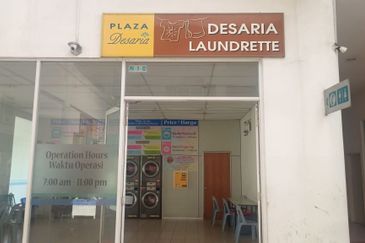 PLAZA
Desaria
DESARIA
LAUNDRETTE
Price / Harga
Operation Hours
Waktu Operasi
7:00 am - 11:00 pm